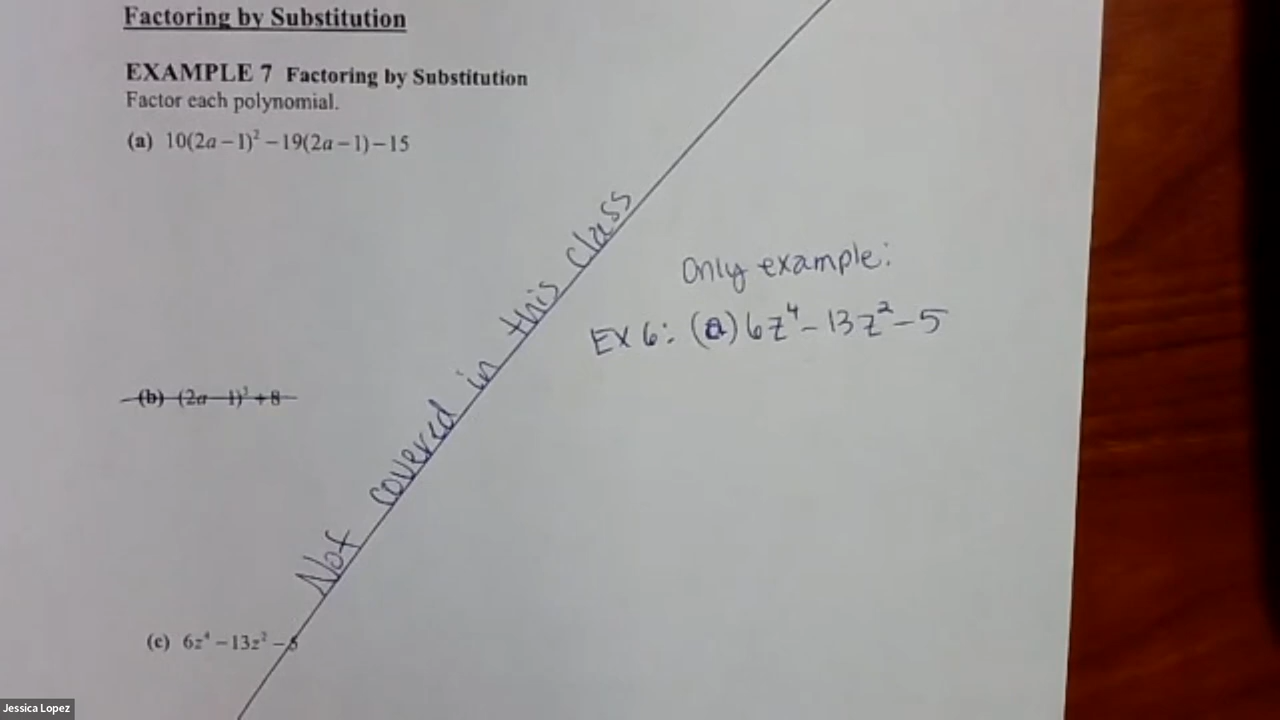 Factoring by Substitution
EXAMPLE 7 Factoring by Substitution
Factor each polynomial.
(a) 10(2a – 1)² – 19(2a – 1) – 15
Not covered in this class
Only example:
EX 6: (a) 6z⁴ – 13z² – 5
(b) (2a – 1)³ + 8
(c) 6z⁴ – 13z² – 5
Jessica Lopez